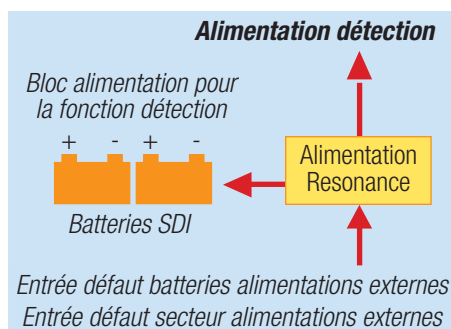 Alimentation détection
Bloc alimentation pour
la fonction détection
+ - + -
Alimentation
Resonance
Batteries SDI
Entrée défaut batteries alimentations externes
Entrée défaut secteur alimentations externes